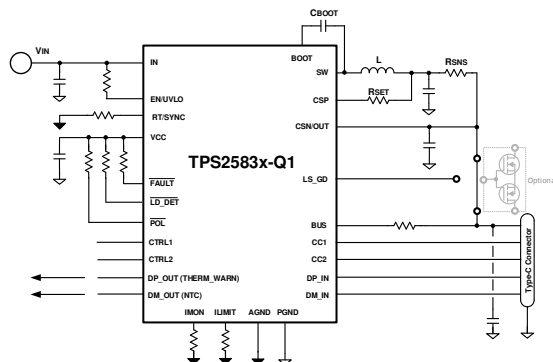 CBOOT
VIN
BOOT
IN
SW
L
RSNS
EN/UVLO
CSP
RSET
RT/SYNC
CSN/OUT
VCC
TPS2583x-Q1
FAULT
LS_GD
Optional
LD_DET
POL
BUS
CTRL1
CC1
CTRL2
CC2
DP_OUT (THERM_WARN)
DP_IN
DM_OUT (NTC)
DM_IN
Type-C Connector
IMON
ILIMIT
AGND
PGND